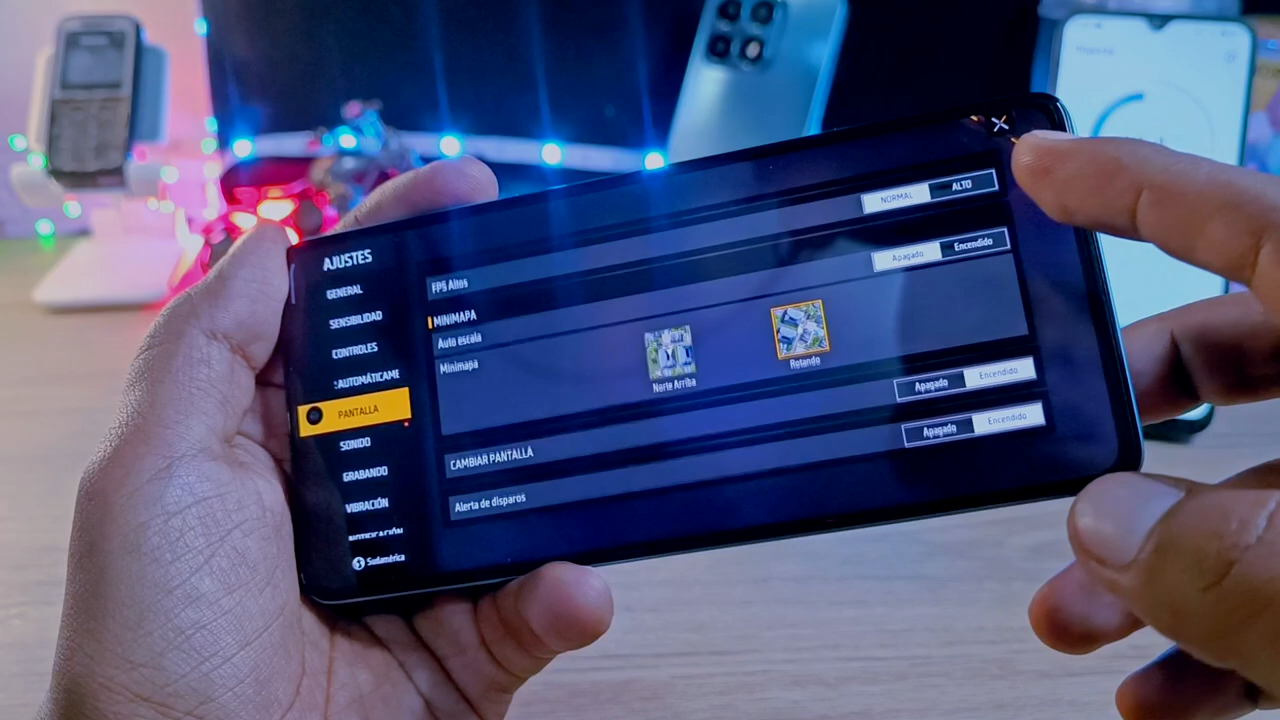 AJUSTES
GENERAL
SENSIBILIDAD
CONTROLES
:AUTOMÁTICAME
PANTALLA
SONIDO
GRABANDO
VIBRACIÓN
NOTIFICACIÓN
Sudamérica
FPS Altos
NORMAL ALTO
MINIMAPA
Auto escala
Apagado Encendido
Minimapa
Norte Arriba
Rotando
CAMBIAR PANTALLA
Apagado Encendido
Alerta de disparos
Apagado Encendido